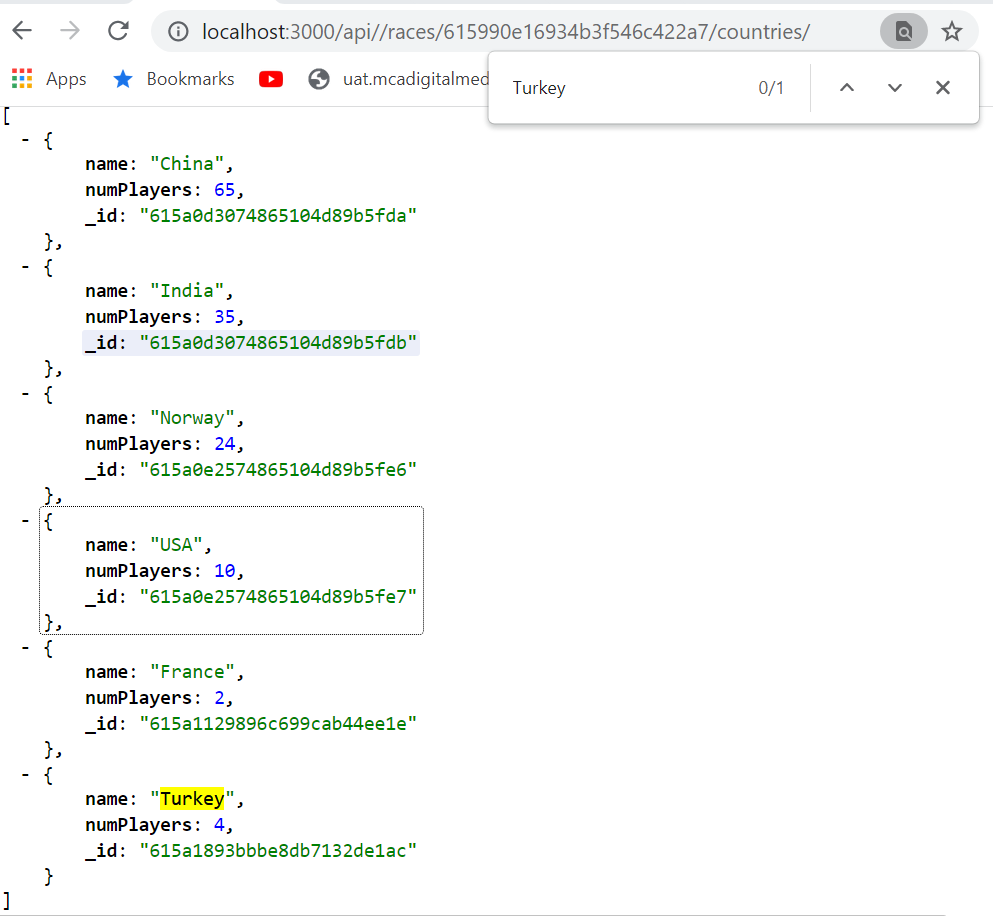 localhost:3000/api//races/615990e16934b3f546c422a7/countries/
Apps Bookmarks uat.mcadigitalmed
Turkey 0/1
[
- {
name: "China",
numPlayers: 65,
_id: "615a0d3074865104d89b5fda"
},
- {
name: "India",
numPlayers: 35,
_id: "615a0d3074865104d89b5fdb"
},
- {
name: "Norway",
numPlayers: 24,
_id: "615a0e2574865104d89b5fe6"
},
- {
name: "USA",
numPlayers: 10,
_id: "615a0e2574865104d89b5fe7"
},
- {
name: "France",
numPlayers: 2,
_id: "615a1129896c699cab44ee1e"
},
- {
name: "Turkey",
numPlayers: 4,
_id: "615a1893bbbe8db7132de1ac"
}
]